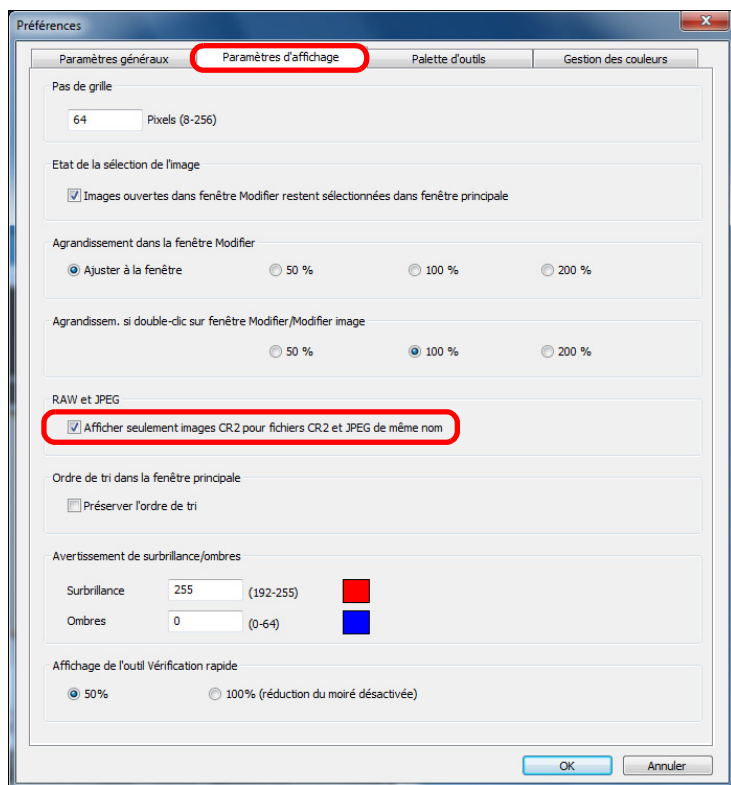 Préférences
Paramètres généraux Paramètres d'affichage Palette d'outils Gestion des couleurs
Pas de grille
64 Pixels (8-256)
Etat de la sélection de l'image
Images ouvertes dans fenêtre Modifier restent sélectionnées dans fenêtre principale
Agrandissement dans la fenêtre Modifier
Ajuster à la fenêtre 50 % 100 % 200 %
Agrandissem. si double-clic sur fenêtre Modifier/Modifier image
50 % 100 % 200 %
RAW et JPEG
Afficher seulement images CR2 pour fichiers CR2 et JPEG de même nom
Ordre de tri dans la fenêtre principale
Préserver l'ordre de tri
Avertissement de surbrillance/ombres
Surbrillance 255 (192-255)
Ombres 0 (0-64)
Affichage de l'outil Vérification rapide
50% 100% (réduction du moiré désactivée)
OK Annuler